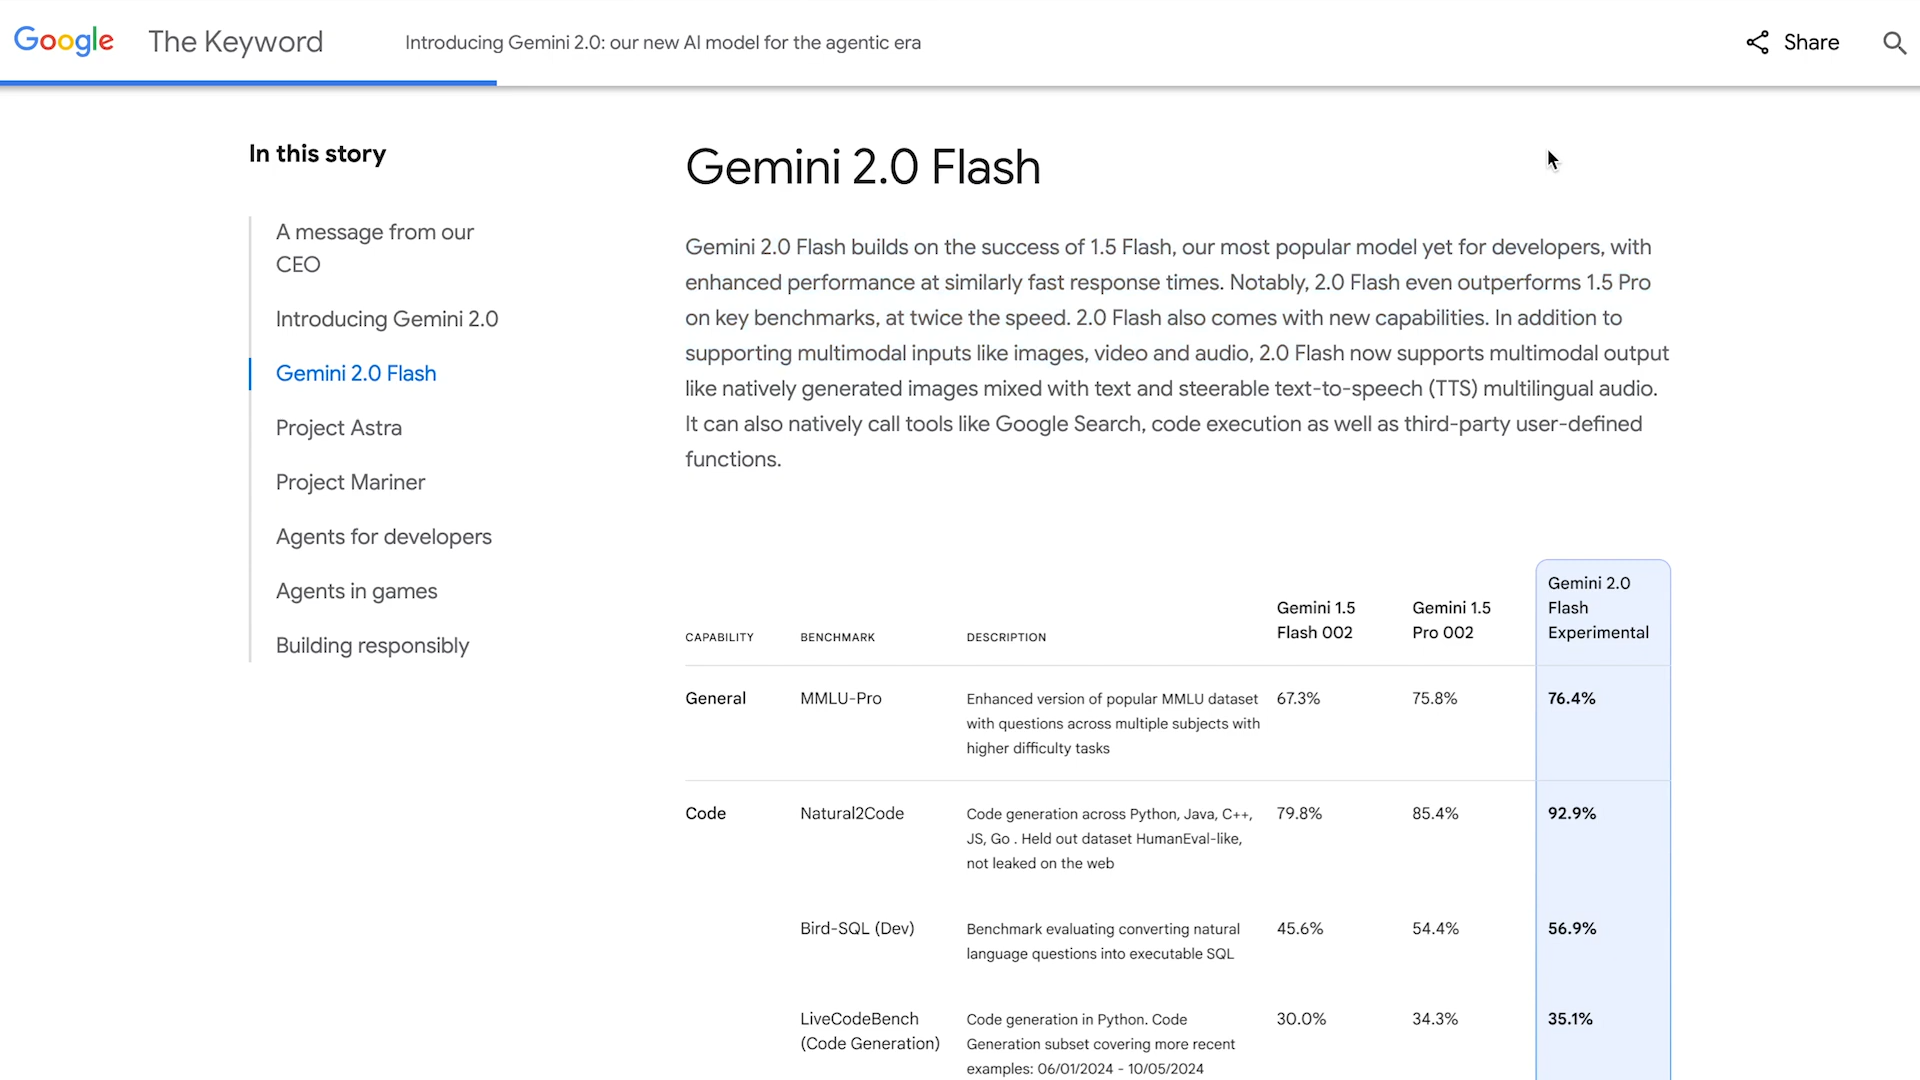 Google The Keyword Introducing Gemini 2.0: our new AI model for the agentic era Share
In this story
A message from our
CEO
Introducing Gemini 2.0
Gemini 2.0 Flash
Project Astra
Project Mariner
Agents for developers
Agents in games
Building responsibly
Gemini 2.0 Flash
Gemini 2.0 Flash builds on the success of 1.5 Flash, our most popular model yet for developers, with
enhanced performance at similarly fast response times. Notably, 2.0 Flash even outperforms 1.5 Pro
on key benchmarks, at twice the speed. 2.0 Flash also comes with new capabilities. In addition to
supporting multimodal inputs like images, video and audio, 2.0 Flash now supports multimodal output
like natively generated images mixed with text and steerable text-to-speech (TTS) multilingual audio.
It can also natively call tools like Google Search, code execution as well as third-party user-defined
functions.
CAPABILITY BENCHMARK DESCRIPTION
Gemini 1.5
Flash 002
Gemini 1.5
Pro 002
Gemini 2.0
Flash
Experimental
General MMLU-Pro Enhanced version of popular MMLU dataset 67.3% 75.8% 76.4%
with questions across multiple subjects with
higher difficulty tasks
Code Natural2Code Code generation across Python, Java, C++, 79.8% 85.4% 92.9%
JS, Go . Held out dataset HumanEval-like,
not leaked on the web
Bird-SQL (Dev) Benchmark evaluating converting natural 45.6% 54.4% 56.9%
language questions into executable SQL
LiveCodeBench Code generation in Python. Code 30.0% 34.3% 35.1%
(Code Generation) Generation subset covering more recent
examples: 06/01/2024 - 10/05/2024